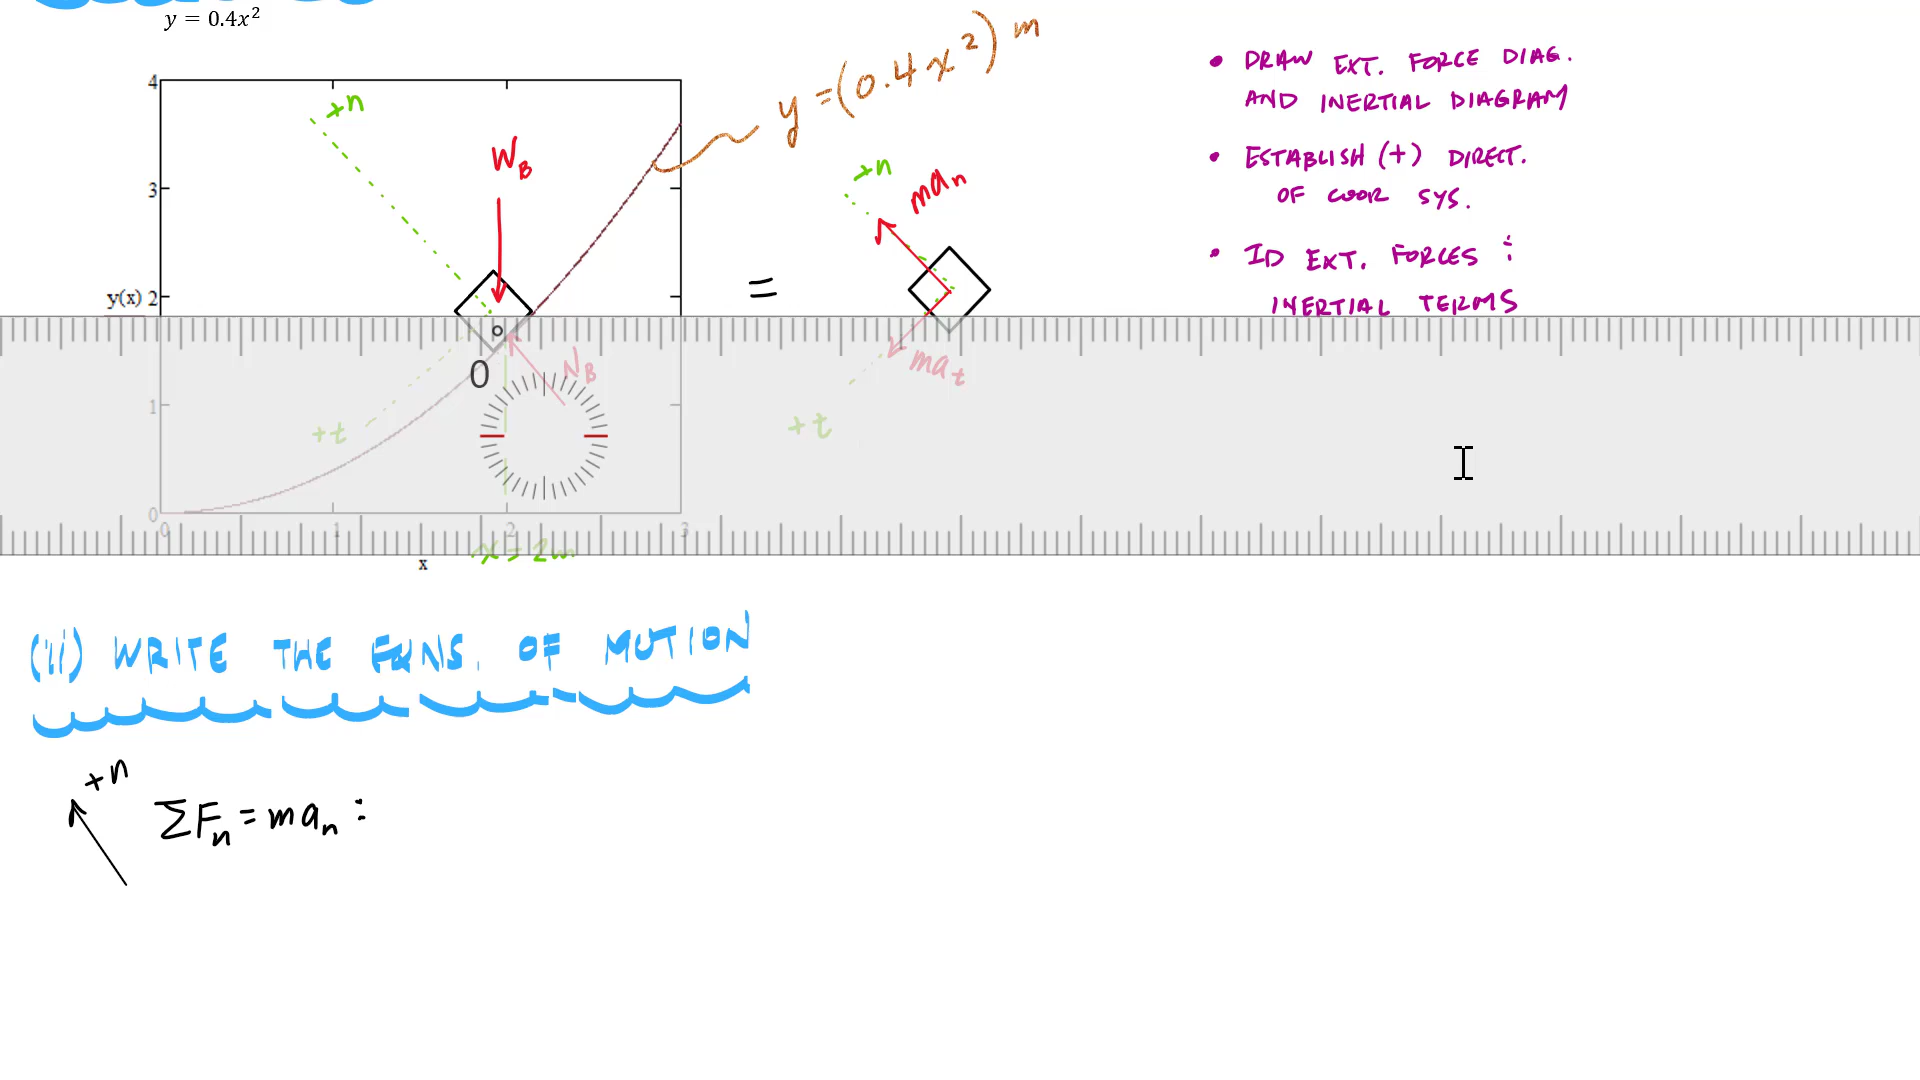 y = 0.4x²
y = (0.4x²) m
• DRAW EXT. FORCE DIAG.
AND INERTIAL DIAGRAM
• ESTABLISH (+) DIRECT.
OF COOR SYS.
• ID EXT. FORCES :
INERTIAL TERMS
4
3
y(x) 2
1
0
0 1 2 3
x
+n
W_B
N_B
+t
0°
x = 2m
=
+n
ma_n
ma_t
+t
(ii) WRITE THE EQNS. OF MOTION
+n
ΣF_n = ma_n :